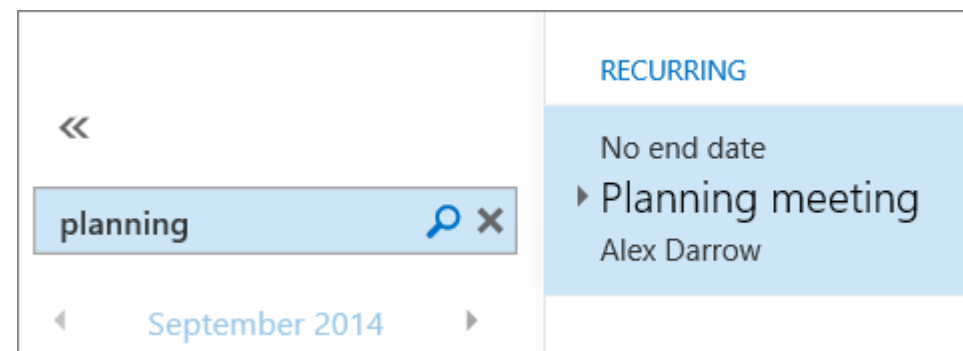 planning
September 2014
RECURRING
No end date
Planning meeting
Alex Darrow